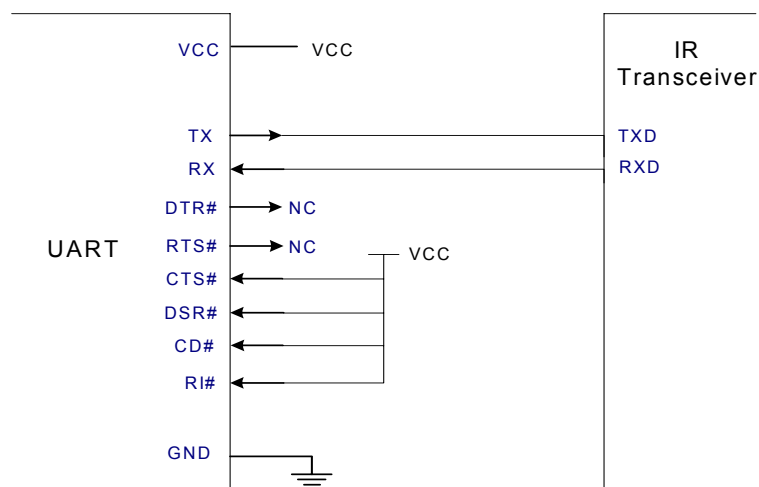 VCC VCC
IR
Transceiver
TX TXD
RX RXD
DTR# NC
UART
RTS# NC
VCC
CTS#
DSR#
CD#
RI#
GND